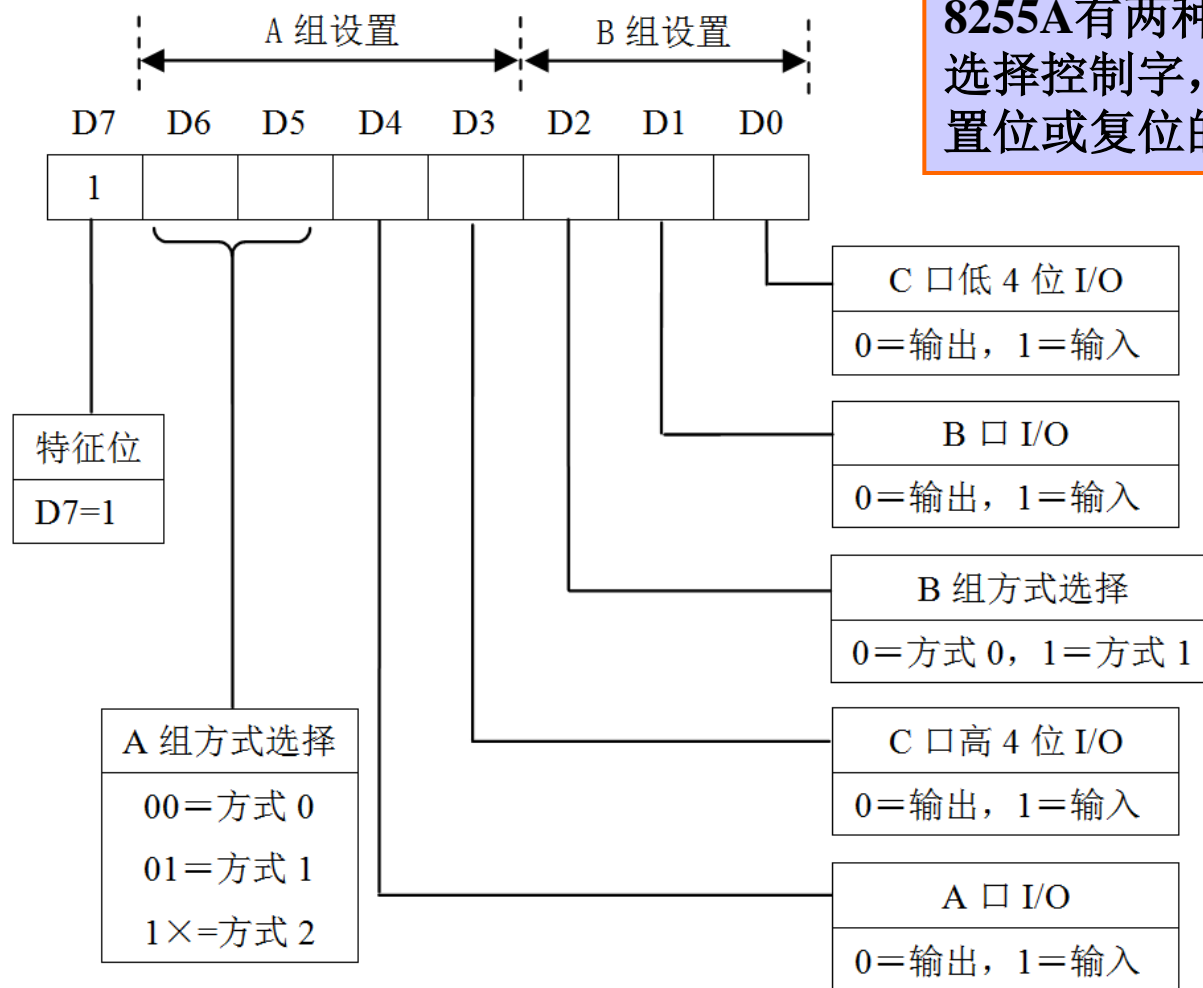 8255A有两种
选择控制字，
置位或复位的
A 组设置
B 组设置
D7 D6 D5 D4 D3 D2 D1 D0
1
C 口低 4 位 I/O
0＝输出，1＝输入
B 口 I/O
0＝输出，1＝输入
B 组方式选择
0＝方式 0，1＝方式 1
C 口高 4 位 I/O
0＝输出，1＝输入
A 口 I/O
0＝输出，1＝输入
特征位
D7=1
A 组方式选择
00＝方式 0
01＝方式 1
1×=方式 2